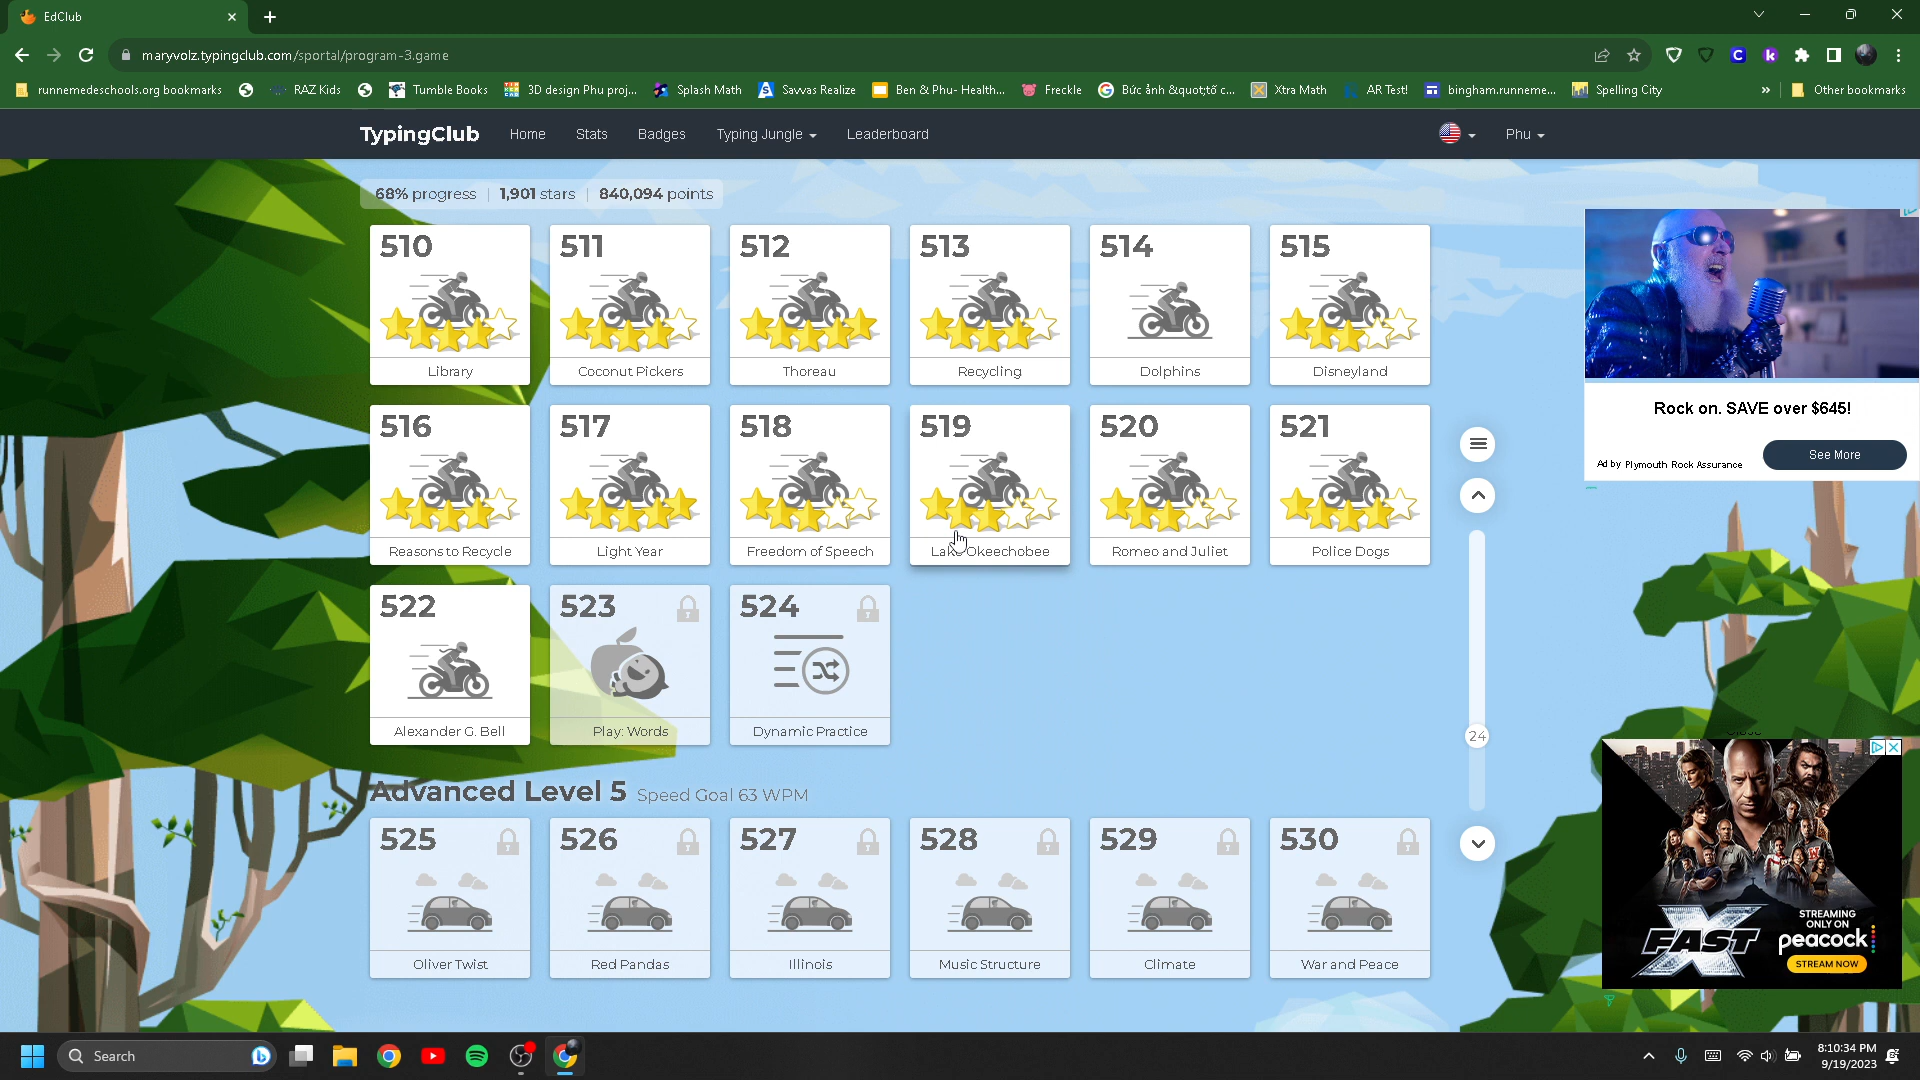 EdClub
maryvolz.typingclub.com/sportal/program-3.game
runnemedeschools.org bookmarks
RAZ Kids
Tumble Books
3D design Phu proj...
Splash Math
Savvas Realize
Ben & Phu- Health...
Freckle
Bức ảnh &quot;tố c...
Xtra Math
AR Test!
bingham.runneme...
Spelling City
»
Other bookmarks
TypingClub
Home
Stats
Badges
Typing Jungle
Leaderboard
Phu
68% progress
1,901 stars
840,094 points
510
511
512
513
514
515
Library
Coconut Pickers
Thoreau
Recycling
Dolphins
Disneyland
516
517
518
519
520
521
Reasons to Recycle
Light Year
Freedom of Speech
Lake Okeechobee
Romeo and Juliet
Police Dogs
522
523
524
Alexander G. Bell
Play: Words
Dynamic Practice
24
Advanced Level 5 Speed Goal 63 WPM
525
526
527
528
529
530
Oliver Twist
Red Pandas
Illinois
Music Structure
Climate
War and Peace
Rock on. SAVE over $645!
Ad by Plymouth Rock Assurance
See More
FAST X
STREAMING
ONLY ON
peacock
STREAM NOW
Search
8:10:34 PM
9/19/2023